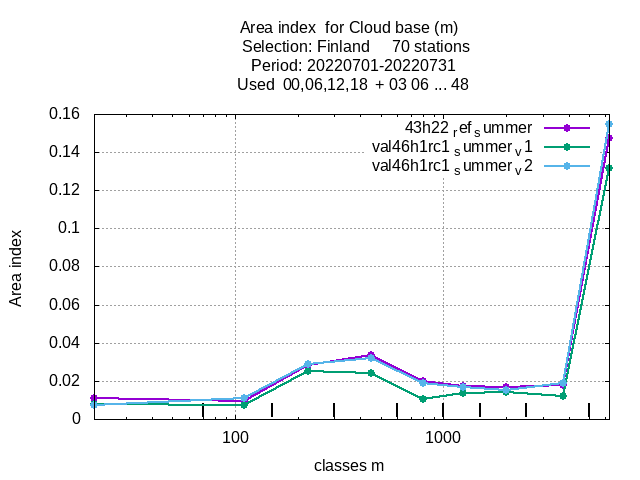 Area index  for Cloud base (m)
Selection: Finland     70 stations
Period: 20220701-20220731
Used  00,06,12,18  + 03 06 ... 48
43h22 ref summer
val46h1rc1 summer v1
val46h1rc1 summer v2
0.16
0.14
0.12
0.1
0.08
0.06
0.04
0.02
0
Area index
100
1000
classes m